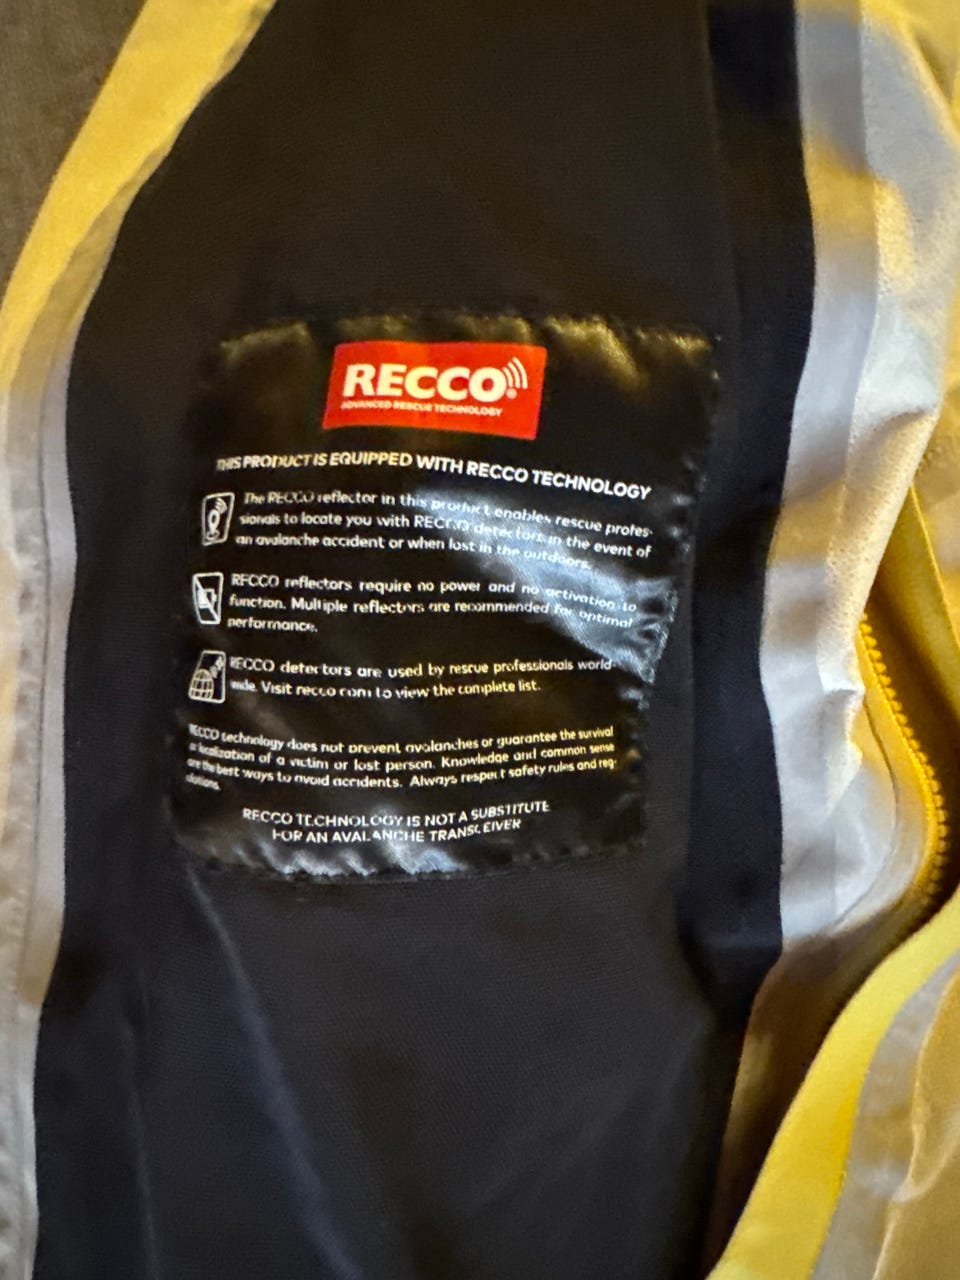 RECCO®
ADVANCED RESCUE TECHNOLOGY
THIS PRODUCT IS EQUIPPED WITH RECCO TECHNOLOGY
The RECCO reflector in this product enables rescue profes-
sionals to locate you with RECCO detectors in the event of
an avalanche accident or when lost in the outdoors.
RECCO reflectors require no power and no activation to
function. Multiple reflectors are recommended for optimal
performance.
RECCO detectors are used by rescue professionals world-
wide. Visit recco.com to view the complete list.
RECCO technology does not prevent avalanches or guarantee the survival
or localization of a victim or lost person. Knowledge and common sense
are the best ways to avoid accidents. Always respect safety rules and reg-
ulations.
RECCO TECHNOLOGY IS NOT A SUBSTITUTE
FOR AN AVALANCHE TRANSCEIVER